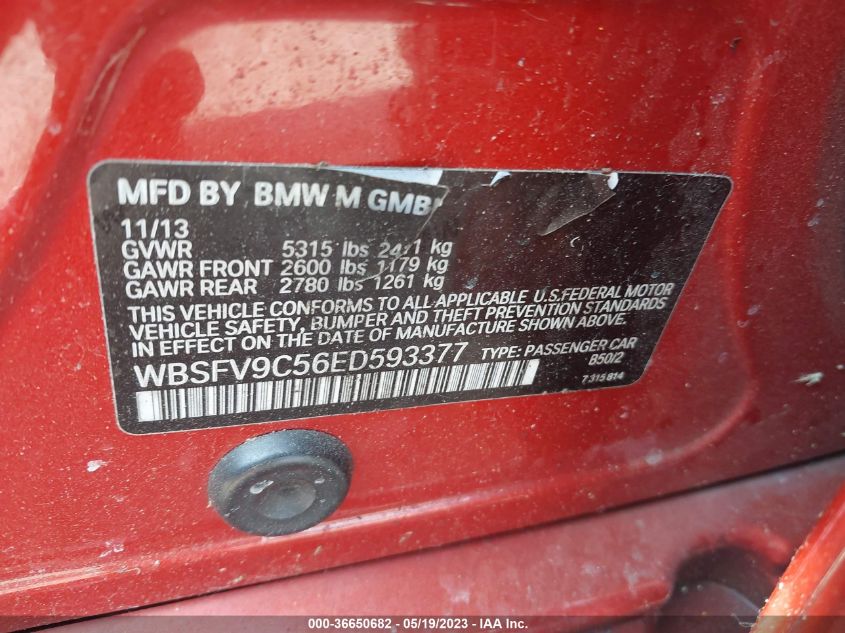 MFD BY BMW M GMB
11/13
GVWR 5315 lbs 2411 kg
GAWR FRONT 2600 lbs 1179 kg
GAWR REAR 2780 lbs 1261 kg
THIS VEHICLE CONFORMS TO ALL APPLICABLE U.S.FEDERAL MOTOR
VEHICLE SAFETY, BUMPER AND THEFT PREVENTION STANDARDS
IN EFFECT ON THE DATE OF MANUFACTURE SHOWN ABOVE.
WBSFV9C56ED593377 TYPE: PASSENGER CAR
B50/2
7315814
000-36650682 - 05/19/2023 - Copyright © IAA, Inc.